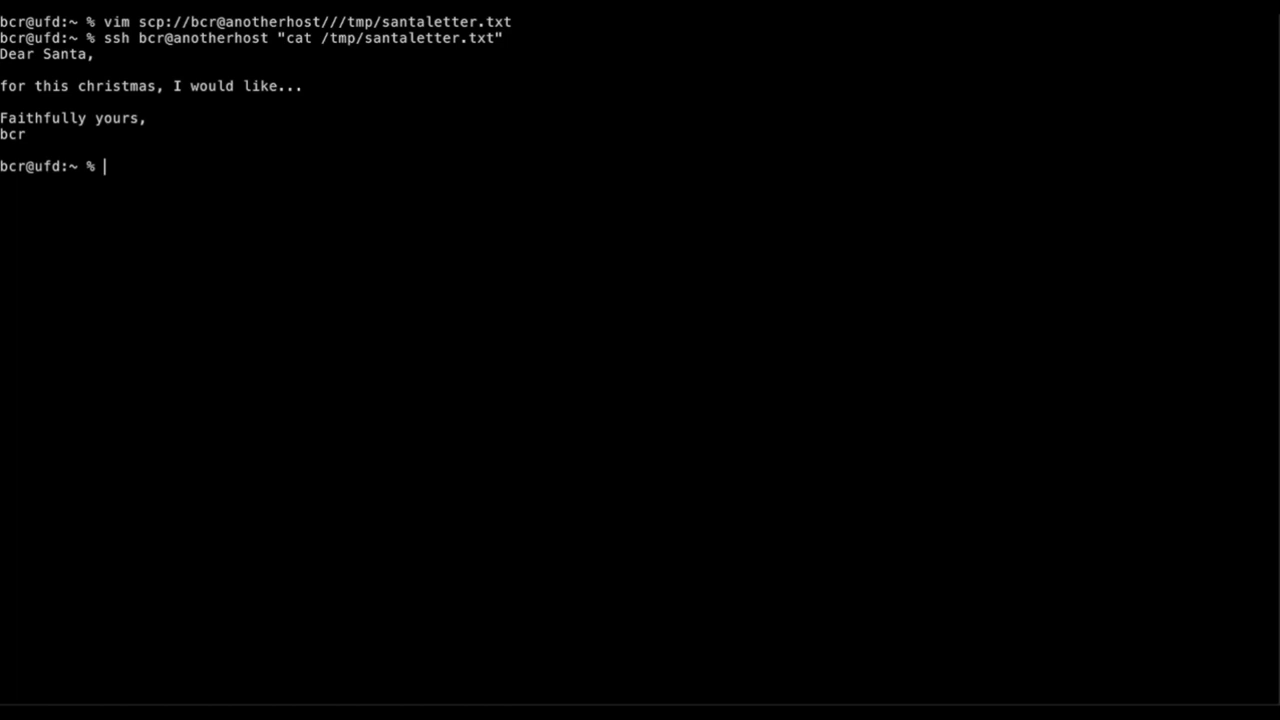 bcr@ufd:~ % vim scp://bcr@anotherhost///tmp/santaletter.txt
bcr@ufd:~ % ssh bcr@anotherhost "cat /tmp/santaletter.txt"
Dear Santa,
for this christmas, I would like...
Faithfully yours,
bcr
bcr@ufd:~ %